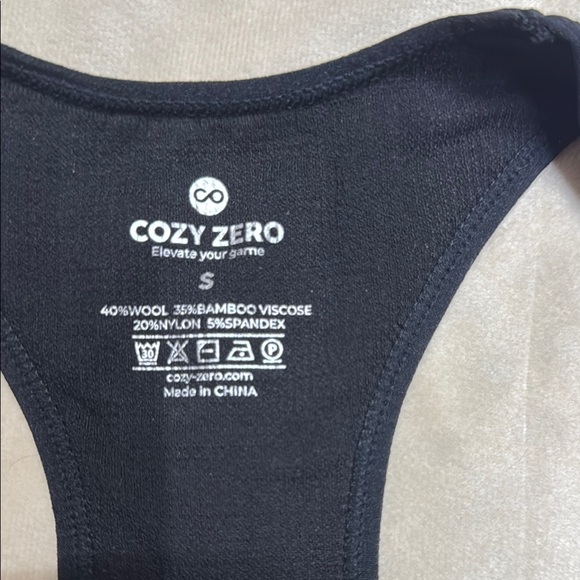 COZY ZERO
Elevate your game
S
40%WOOL 35%BAMBOO VISCOSE
20%NYLON 5%SPANDEX
30 P
cozy-zero.com
Made in CHINA